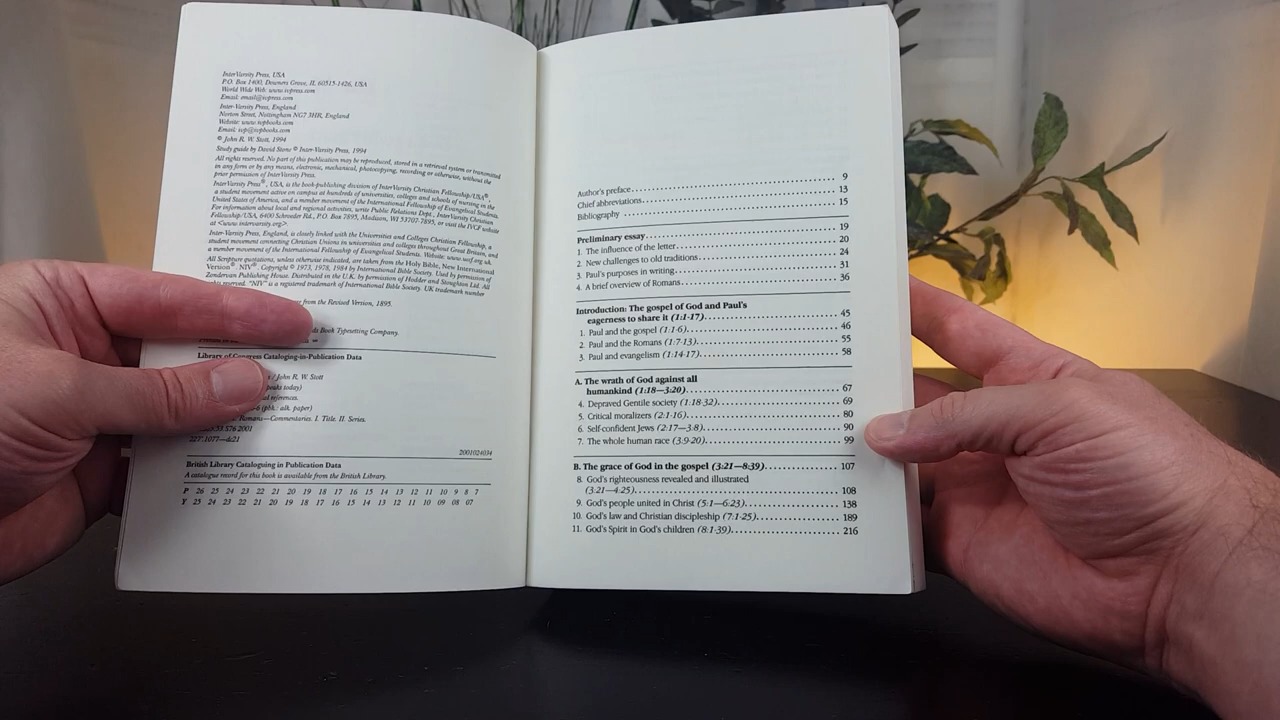 InterVarsity Press, USA
P.O. Box 1400, Downers Grove, IL 60515-1426, USA
World Wide Web: www.ivpress.com
Email: email@ivpress.com
Inter-Varsity Press, England
Norton Street, Nottingham NG7 3HR, England
Website: www.ivpbooks.com
Email: ivp@ivpbooks.com
© John R. W. Stott, 1994
Study guide by David Stone © Inter-Varsity Press, 1994
All rights reserved. No part of this publication may be reproduced, stored in a retrieval system or transmitted
in any form or by any means, electronic, mechanical, photocopying, recording or otherwise, without the
prior permission of InterVarsity Press.
InterVarsity Press®, USA, is the book-publishing division of InterVarsity Christian Fellowship/USA®,
a student movement active on campus at hundreds of universities, colleges and schools of nursing in the
United States of America, and a member movement of the International Fellowship of Evangelical Students.
For information about local and regional activities, write Public Relations Dept., InterVarsity Christian
Fellowship/USA, 6400 Schroeder Rd., P.O. Box 7895, Madison, WI 53707-7895, or visit the IVCF website
at <www.intervarsity.org>
Inter-Varsity Press, England, is closely linked with the Universities and Colleges Christian Fellowship, a
student movement connecting Christian Unions in universities and colleges throughout Great Britain, and
a member movement of the International Fellowship of Evangelical Students. Website: www.uccf.org.uk
All Scripture quotations, unless otherwise indicated, are taken from the Holy Bible, New International
Version®. NIV®. Copyright © 1973, 1978, 1984 by International Bible Society. Used by permission of
Zondervan Publishing House. Distributed in the U.K. by permission of Hodder and Stoughton Ltd. All
rights reserved. "NIV" is a registered trademark of International Bible Society. UK trademark number
from the Revised Version, 1895.
Book Typesetting Company.
Library of Congress Cataloging-in-Publication Data
/ John R. W. Stott
today)
references.
(pbk.: alk. paper)
Romans—Commentaries. I. Title. II. Series.
2001
227'.1077—dc21
2001024034
British Library Cataloguing in Publication Data
A catalogue record for this book is available from the British Library.
P 26 25 24 23 22 21 20 19 18 17 16 15 14 13 12 11 10 9 8 7
Y 25 24 23 22 21 20 19 18 17 16 15 14 13 12 11 10 09 08 07
Author's preface 9
Chief abbreviations 13
Bibliography 15
Preliminary essay 19
1. The influence of the letter 20
2. New challenges to old traditions 24
3. Paul's purposes in writing 31
4. A brief overview of Romans 36
Introduction: The gospel of God and Paul's
eagerness to share it (1:1-17) 45
1. Paul and the gospel (1:1-6) 46
2. Paul and the Romans (1:7-13) 55
3. Paul and evangelism (1:14-17) 58
A. The wrath of God against all
humankind (1:18—3:20) 67
4. Depraved Gentile society (1:18-32) 69
5. Critical moralizers (2:1-16) 80
6. Self-confident Jews (2:17—3:8) 90
7. The whole human race (3:9-20) 99
B. The grace of God in the gospel (3:21—8:39) 107
8. God's righteousness revealed and illustrated
(3:21—4:25) 108
9. God's people united in Christ (5:1—6:23) 138
10. God's law and Christian discipleship (7:1-25) 189
11. God's Spirit in God's children (8:1-39) 216